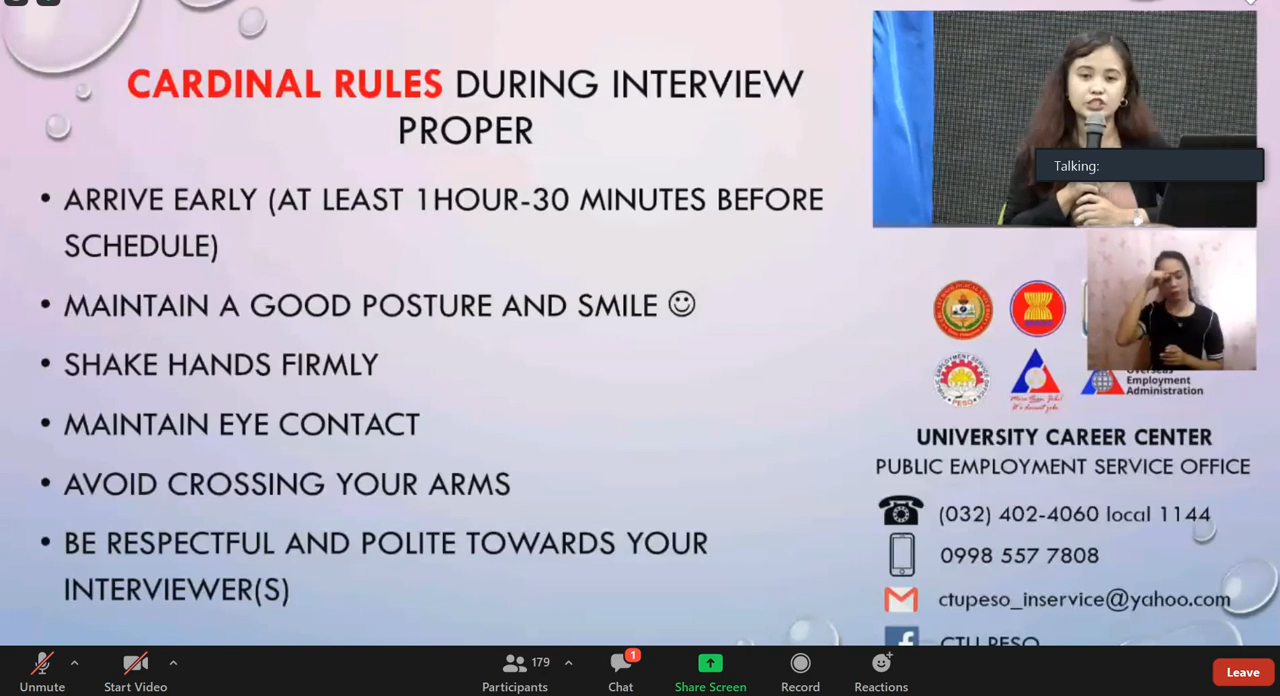 CARDINAL RULES DURING INTERVIEW
PROPER
• ARRIVE EARLY (AT LEAST 1HOUR-30 MINUTES BEFORE
SCHEDULE)
• MAINTAIN A GOOD POSTURE AND SMILE ☺
• SHAKE HANDS FIRMLY
• MAINTAIN EYE CONTACT
• AVOID CROSSING YOUR ARMS
• BE RESPECTFUL AND POLITE TOWARDS YOUR
INTERVIEWER(S)
Talking:
PESO
Overseas
Employment
Administration
UNIVERSITY CAREER CENTER
PUBLIC EMPLOYMENT SERVICE OFFICE
(032) 402-4060 local 1144
0998 557 7808
ctupeso_inservice@yahoo.com
CTU PESO
Unmute
Start Video
179
Participants
1
Chat
Share Screen
Record
Reactions
Leave